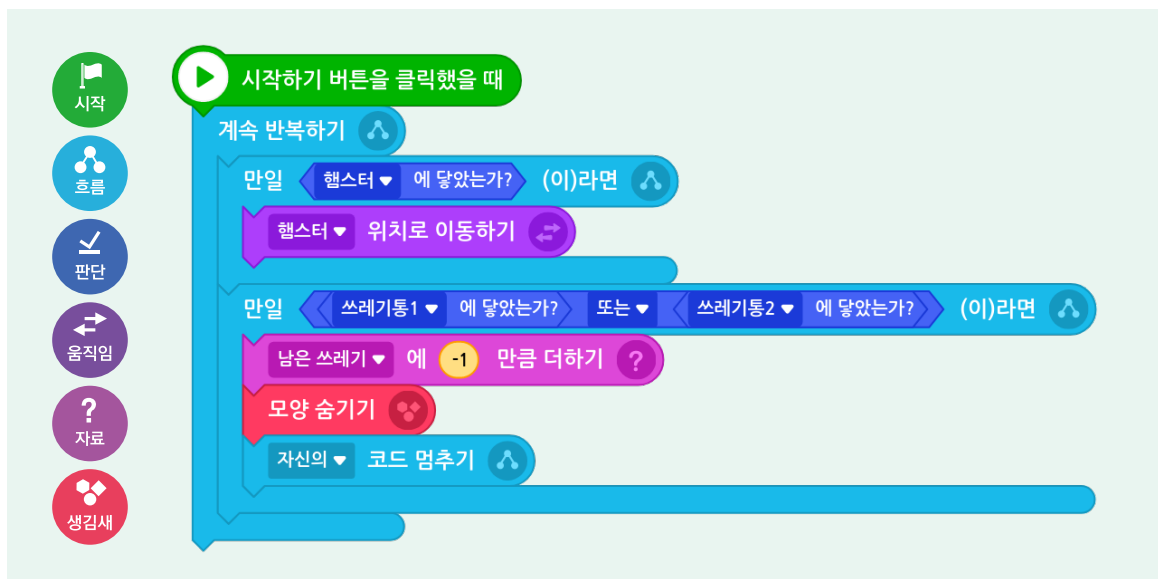 시작
흐름
판단
움직임
자료
생김새
시작하기 버튼을 클릭했을 때
계속 반복하기
만일 햄스터 에 닿았는가? (이)라면
햄스터 위치로 이동하기
만일 쓰레기통1 에 닿았는가? 또는 쓰레기통2 에 닿았는가? (이)라면
남은 쓰레기 에 -1 만큼 더하기 ?
모양 숨기기
자신의 코드 멈추기